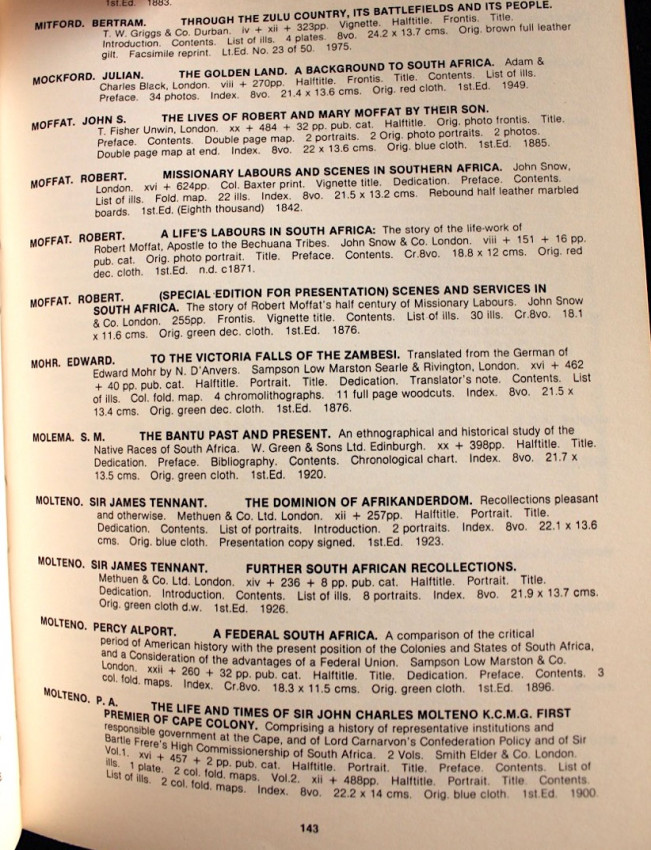 1st.Ed. 1883.
MITFORD. BERTRAM. THROUGH THE ZULU COUNTRY, ITS BATTLEFIELDS AND ITS PEOPLE.
T. W. Griggs & Co. Durban. iv + xii + 323pp. Vignette. Halftitle. Frontis. Title.
Introduction. Contents. List of ills. 4 plates. 8vo. 24.2 x 13.7 cms. Orig. brown full leather
gilt. Facsimile reprint. Lt.Ed. No. 23 of 50. 1975.
MOCKFORD. JULIAN. THE GOLDEN LAND. A BACKGROUND TO SOUTH AFRICA. Adam &
Charles Black, London. viii + 270pp. Halftitle. Frontis. Title. Contents. List of ills.
Preface. 34 photos. Index. 8vo. 21.4 x 13.6 cms. Orig. red cloth. 1st.Ed. 1949.
MOFFAT. JOHN S. THE LIVES OF ROBERT AND MARY MOFFAT BY THEIR SON.
T. Fisher Unwin, London. xx + 484 + 32 pp. pub. cat. Halftitle. Orig. photo frontis. Title.
Preface. Contents. Double page map. 2 portraits. 2 Orig. photo portraits. 2 photos.
Double page map at end. Index. 8vo. 22 x 13.6 cms. Orig. blue cloth. 1st Ed. 1885.
MOFFAT. ROBERT. MISSIONARY LABOURS AND SCENES IN SOUTHERN AFRICA. John Snow,
London. xvi + 624pp. Col. Baxter print. Vignette title. Dedication. Preface. Contents.
List of ills. Fold. map. 22 ills. Index. 8vo. 21.5 x 13.2 cms. Rebound half leather marbled
boards. 1st.Ed. (Eighth thousand) 1842.
MOFFAT. ROBERT. A LIFE'S LABOURS IN SOUTH AFRICA: The story of the life-work of
Robert Moffat, Apostle to the Bechuana Tribes. John Snow & Co. London. viii + 151 + 16 pp.
pub. cat. Orig. photo portrait. Title. Preface. Contents. Cr.8vo. 18.8 x 12 cms. Orig. red
dec. cloth. 1st.Ed. n.d. c1871.
MOFFAT. ROBERT. (SPECIAL EDITION FOR PRESENTATION) SCENES AND SERVICES IN
SOUTH AFRICA. The story of Robert Moffat's half century of Missionary Labours. John Snow
& Co. London. 255pp. Frontis. Vignette title. Contents. List of ills. 30 ills. Cr.8vo. 18.1
x 11.6 cms. Orig. green dec. cloth. 1st.Ed. 1876.
MOHR. EDWARD. TO THE VICTORIA FALLS OF THE ZAMBESI. Translated from the German of
Edward Mohr by N. D'Anvers. Sampson Low Marston Searle & Rivington, London. xvi + 462
+ 40 pp. pub. cat. Halftitle. Portrait. Title. Dedication. Translator's note. Contents. List
of ills. Col. fold. map. 4 chromolithographs. 11 full page woodcuts. Index. 8vo. 21.5 x
13.4 cms. Orig. green dec. cloth. 1st.Ed. 1876.
MOLEMA. S. M. THE BANTU PAST AND PRESENT. An ethnographical and historical study of the
Native Races of South Africa. W. Green & Sons Ltd. Edinburgh. xx + 398pp. Halftitle. Title.
Dedication. Preface. Bibliography. Contents. Chronological chart. Index. 8vo. 21.7 x
13.5 cms. Orig. green cloth. 1st.Ed. 1920.
MOLTENO. SIR JAMES TENNANT. THE DOMINION OF AFRIKANDERDOM. Recollections pleasant
and otherwise. Methuen & Co. Ltd. London. xii + 257pp. Halftitle. Portrait. Title.
Dedication. Contents. List of portraits. Introduction. 2 portraits. Index. 8vo. 22.1 x 13.6
cms. Orig. blue cloth. Presentation copy signed. 1st.Ed. 1923.
MOLTENO. SIR JAMES TENNANT. FURTHER SOUTH AFRICAN RECOLLECTIONS.
Methuen & Co. Ltd. London. xiv + 236 + 8 pp. pub. cat. Halftitle. Portrait. Title.
Dedication. Introduction. Contents. List of ills. 8 portraits. Index. 8vo. 21.9 x 13.7 cms.
Orig. green cloth d.w. 1st.Ed. 1926.
MOLTENO. PERCY ALPORT. A FEDERAL SOUTH AFRICA. A comparison of the critical
period of American history with the present position of the Colonies and States of South Africa,
and a Consideration of the advantages of a Federal Union. Sampson Low Marston & Co.
London. xxii + 260 + 32 pp. pub. cat. Halftitle. Title. Dedication. Preface. Contents. 3
col. fold. maps. Index. Cr.8vo. 18.3 x 11.5 cms. Orig. green cloth. 1st.Ed. 1896.
MOLTENO. P. A. THE LIFE AND TIMES OF SIR JOHN CHARLES MOLTENO K.C.M.G. FIRST
PREMIER OF CAPE COLONY. Comprising a history of representative institutions and
responsible government at the Cape, and of Lord Carnarvon's Confederation Policy and of Sir
Bartle Frere's High Commissionership of South Africa. 2 Vols. Smith Elder & Co. London.
Vol.1. xvi + 457 + 2 pp. pub. cat. Halftitle. Portrait. Title. Preface. Contents. List of
ills. 1 plate. 2 col. fold. maps. Vol.2. xii + 488pp. Halftitle. Portrait. Title. Contents.
List of ills. 2 col. fold. maps. Index. 8vo. 22.2 x 14 cms. Orig. blue cloth. 1st.Ed. 1900.
143